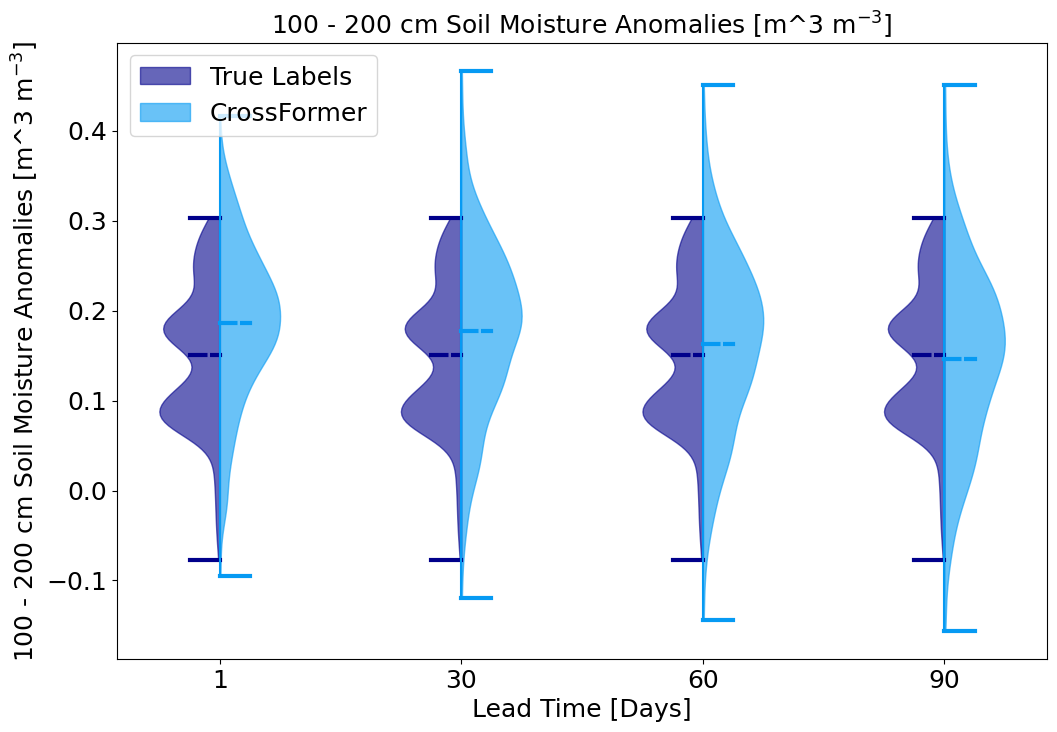 100 - 200 cm Soil Moisture Anomalies [m^3 m⁻³]
100 - 200 cm Soil Moisture Anomalies [m^3 m⁻³]
True Labels
CrossFormer
0.4
0.3
0.2
0.1
0.0
−0.1
1 30 60 90
Lead Time [Days]